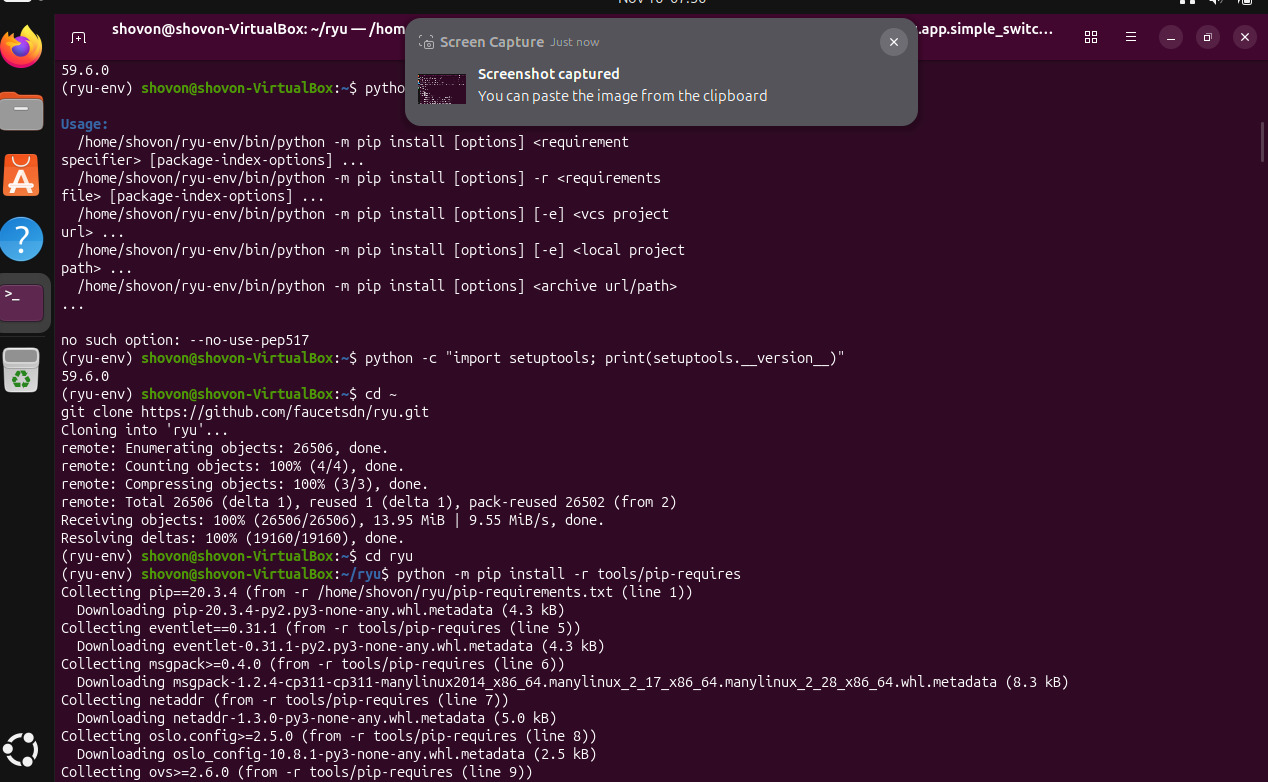 Nov 10 07:50
shovon@shovon-VirtualBox: ~/ryu — /hom
.app.simple_switc…
Screen Capture Just now
Screenshot captured
You can paste the image from the clipboard
59.6.0
(ryu-env) shovon@shovon-VirtualBox:~$ pytho
Usage:
/home/shovon/ryu-env/bin/python -m pip install [options] <requirement
specifier> [package-index-options] ...
/home/shovon/ryu-env/bin/python -m pip install [options] -r <requirements
file> [package-index-options] ...
/home/shovon/ryu-env/bin/python -m pip install [options] [-e] <vcs project
url> ...
/home/shovon/ryu-env/bin/python -m pip install [options] [-e] <local project
path> ...
/home/shovon/ryu-env/bin/python -m pip install [options] <archive url/path>
...
no such option: --no-use-pep517
(ryu-env) shovon@shovon-VirtualBox:~$ python -c "import setuptools; print(setuptools.__version__)"
59.6.0
(ryu-env) shovon@shovon-VirtualBox:~$ cd ~
git clone https://github.com/faucetsdn/ryu.git
Cloning into 'ryu'...
remote: Enumerating objects: 26506, done.
remote: Counting objects: 100% (4/4), done.
remote: Compressing objects: 100% (3/3), done.
remote: Total 26506 (delta 1), reused 1 (delta 1), pack-reused 26502 (from 2)
Receiving objects: 100% (26506/26506), 13.95 MiB | 9.55 MiB/s, done.
Resolving deltas: 100% (19160/19160), done.
(ryu-env) shovon@shovon-VirtualBox:~$ cd ryu
(ryu-env) shovon@shovon-VirtualBox:~/ryu$ python -m pip install -r tools/pip-requires
Collecting pip==20.3.4 (from -r /home/shovon/ryu/pip-requirements.txt (line 1))
Downloading pip-20.3.4-py2.py3-none-any.whl.metadata (4.3 kB)
Collecting eventlet==0.31.1 (from -r tools/pip-requires (line 5))
Downloading eventlet-0.31.1-py2.py3-none-any.whl.metadata (4.3 kB)
Collecting msgpack>=0.4.0 (from -r tools/pip-requires (line 6))
Downloading msgpack-1.2.4-cp311-cp311-manylinux2014_x86_64.manylinux_2_17_x86_64.manylinux_2_28_x86_64.whl.metadata (8.3 kB)
Collecting netaddr (from -r tools/pip-requires (line 7))
Downloading netaddr-1.3.0-py3-none-any.whl.metadata (5.0 kB)
Collecting oslo.config>=2.5.0 (from -r tools/pip-requires (line 8))
Downloading oslo_config-10.8.1-py3-none-any.whl.metadata (2.5 kB)
Collecting ovs>=2.6.0 (from -r tools/pip-requires (line 9))